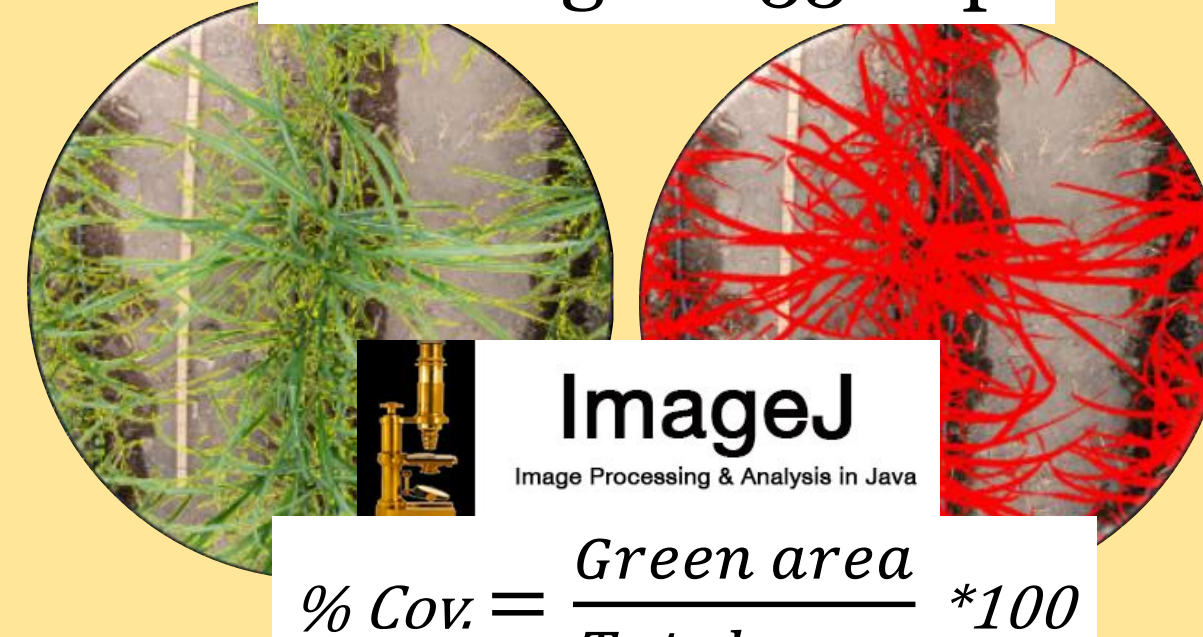 ImageJ
Image Processing & Analysis in Java
% Cov. = Green area *100